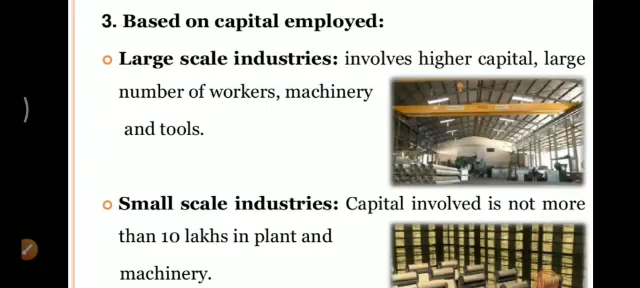 3. Based on capital employed:
Large scale industries: involves higher capital, large
number of workers, machinery
and tools.
Small scale industries: Capital involved is not more
than 10 lakhs in plant and
machinery.